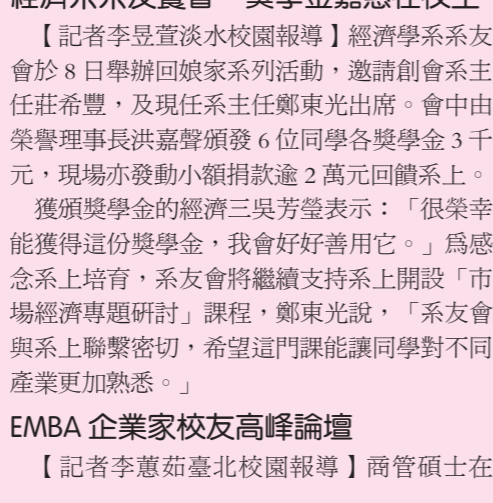 【記者李昱萱淡水校園報導】經濟學系系友
會於 8 日舉辦回娘家系列活動，邀請創會系主
任莊希豐，及現任系主任鄭東光出席。會中由
榮譽理事長洪嘉聲頒發 6 位同學各獎學金 3 千
元，現場亦發動小額捐款逾 2 萬元回饋系上。
獲頒獎學金的經濟三吳芳瑩表示：「很榮幸
能獲得這份獎學金，我會好好善用它。」為感
念系上培育，系友會將繼續支持系上開設「市
場經濟專題研討」課程，鄭東光說，「系友會
與系上聯繫密切，希望這門課能讓同學對不同
產業更加熟悉。」
EMBA 企業家校友高峰論壇
【記者李蕙茹臺北校園報導】商管碩士在